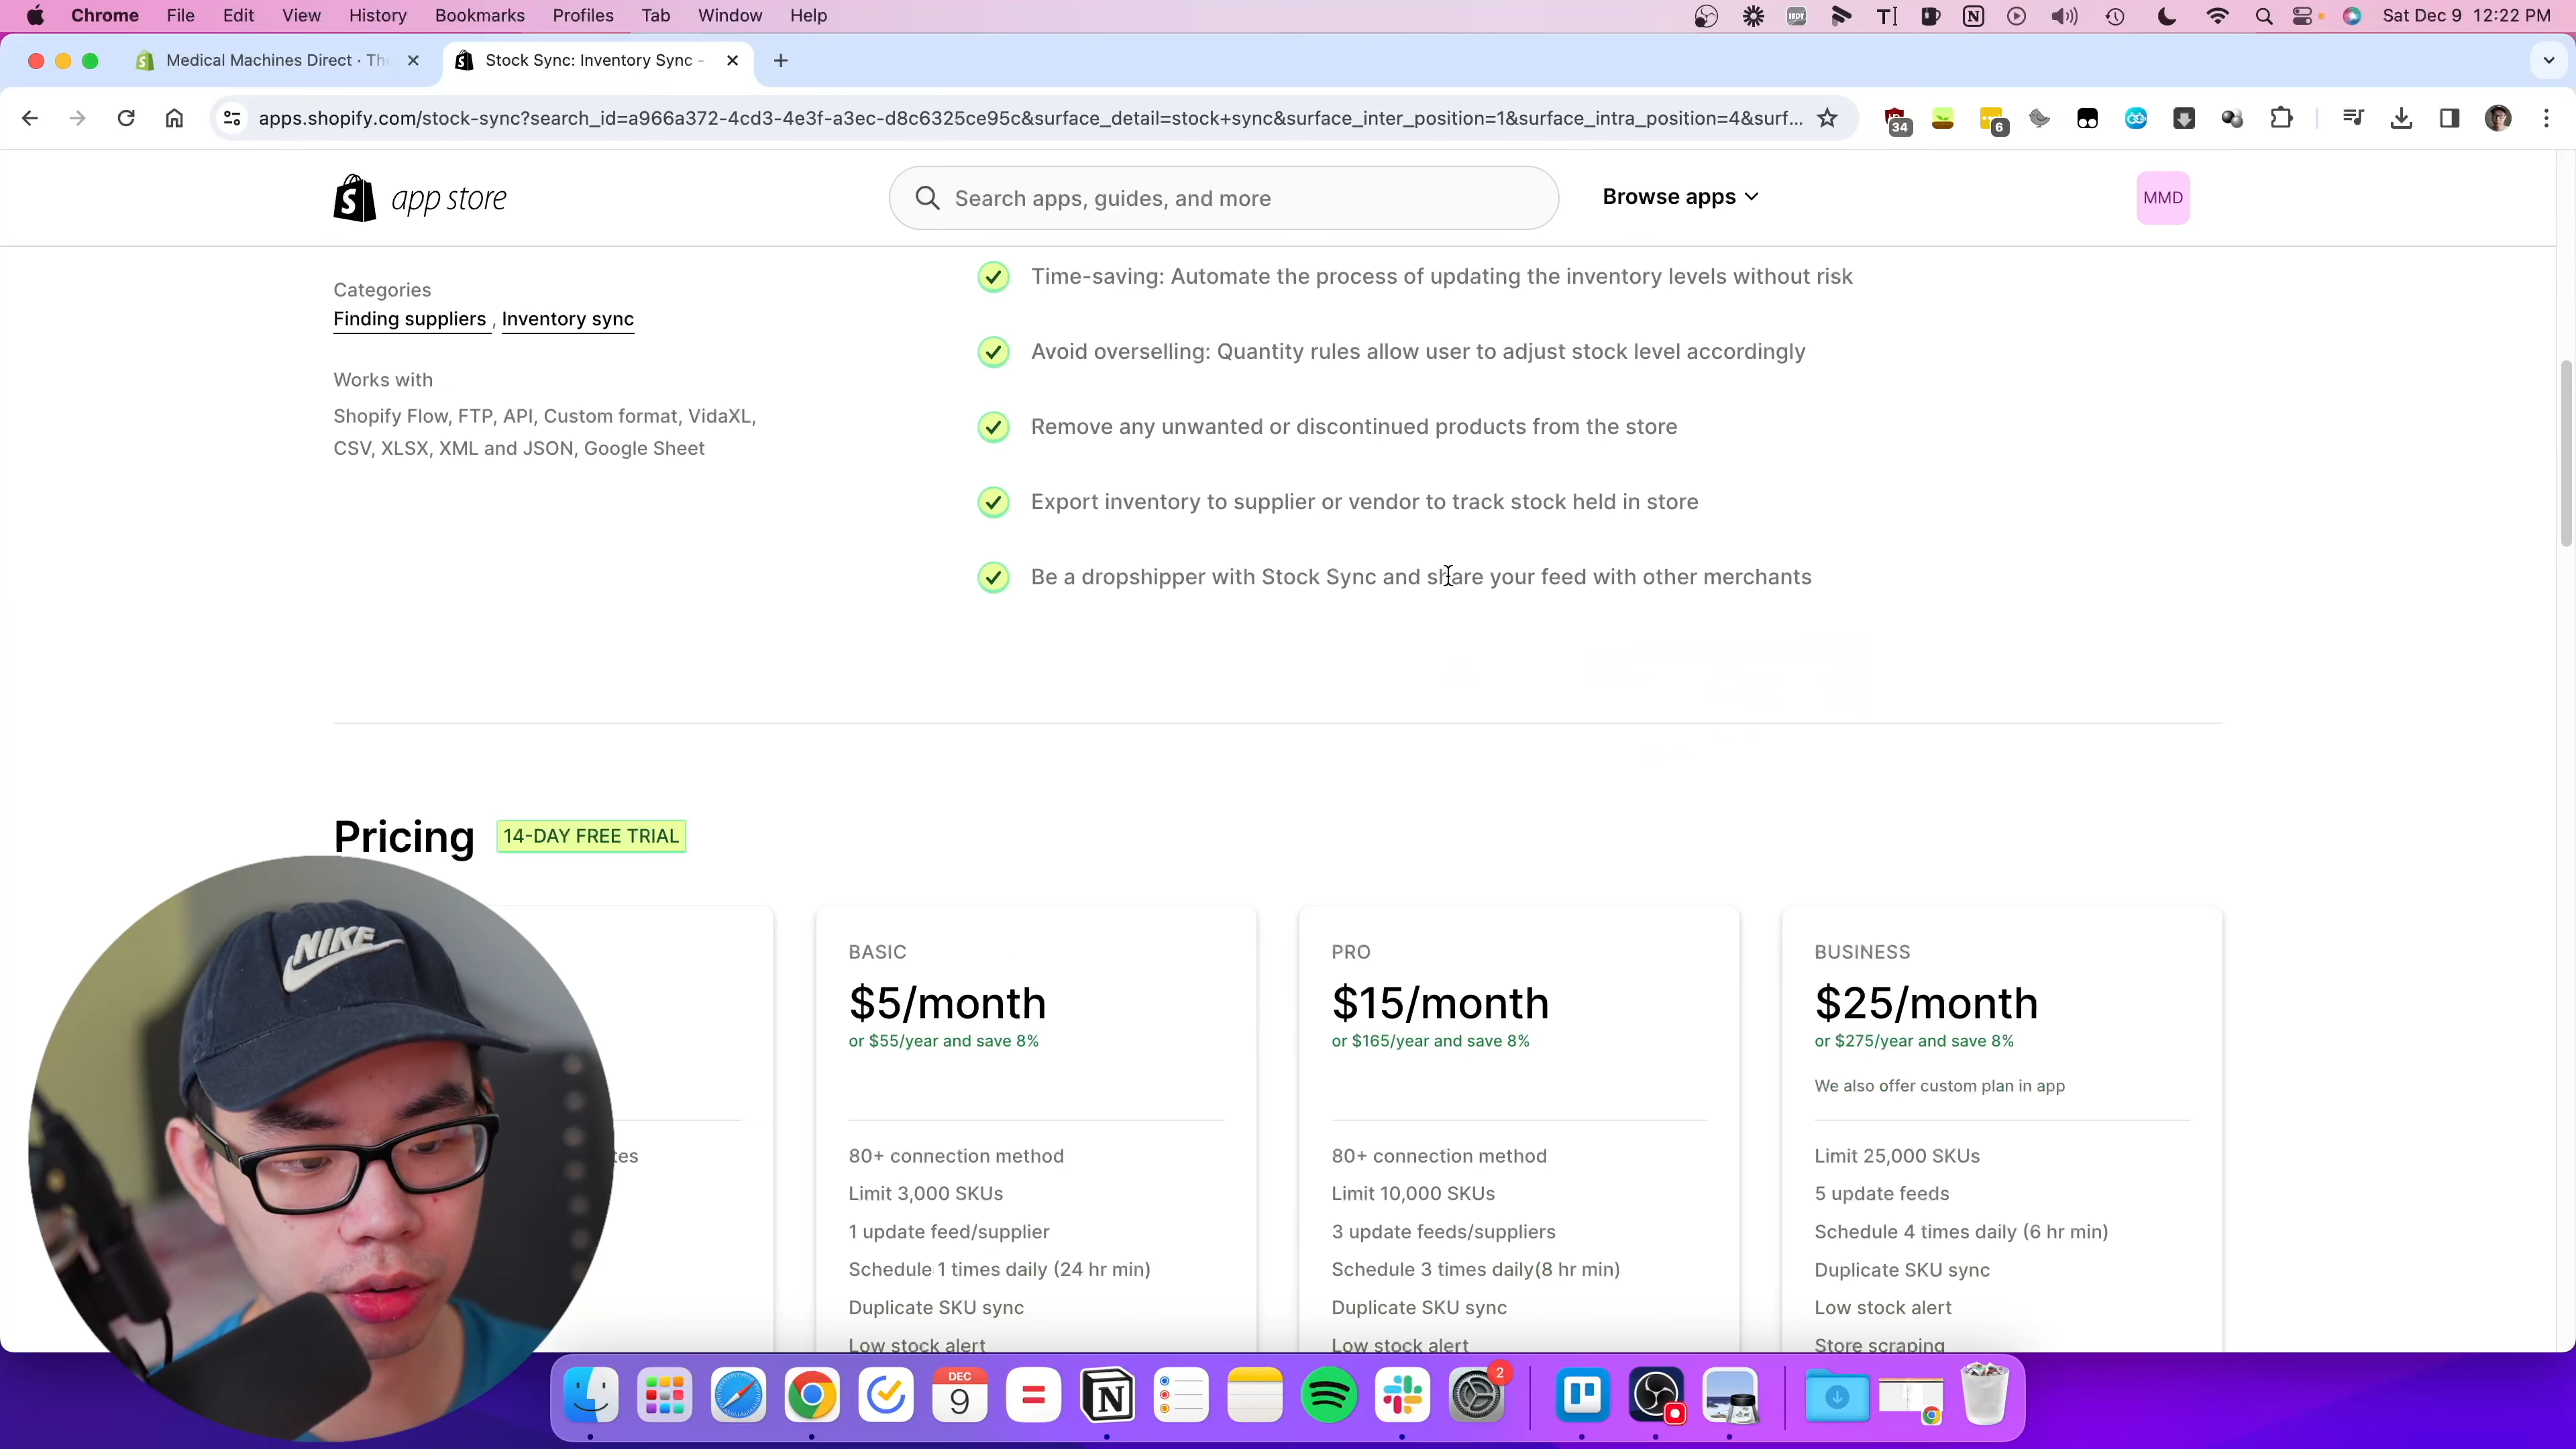 Chrome File Edit View History Bookmarks Profiles Tab Window Help
Sat Dec 9 12:22 PM
Medical Machines Direct · Th
Stock Sync: Inventory Sync -
apps.shopify.com/stock-sync?search_id=a966a372-4cd3-4e3f-a3ec-d8c6325ce95c&surface_detail=stock+sync&surface_inter_position=1&surface_intra_position=4&surf...
34
6
app store
Search apps, guides, and more
Browse apps
MMD
Categories
Finding suppliers , Inventory sync
Works with
Shopify Flow, FTP, API, Custom format, VidaXL,
CSV, XLSX, XML and JSON, Google Sheet
Time-saving: Automate the process of updating the inventory levels without risk
Avoid overselling: Quantity rules allow user to adjust stock level accordingly
Remove any unwanted or discontinued products from the store
Export inventory to supplier or vendor to track stock held in store
Be a dropshipper with Stock Sync and share your feed with other merchants
Pricing
14-DAY FREE TRIAL
tes
BASIC
$5/month
or $55/year and save 8%
80+ connection method
Limit 3,000 SKUs
1 update feed/supplier
Schedule 1 times daily (24 hr min)
Duplicate SKU sync
Low stock alert
PRO
$15/month
or $165/year and save 8%
80+ connection method
Limit 10,000 SKUs
3 update feeds/suppliers
Schedule 3 times daily(8 hr min)
Duplicate SKU sync
Low stock alert
BUSINESS
$25/month
or $275/year and save 8%
We also offer custom plan in app
Limit 25,000 SKUs
5 update feeds
Schedule 4 times daily (6 hr min)
Duplicate SKU sync
Low stock alert
Store scraping
NIKE
DEC
9
2